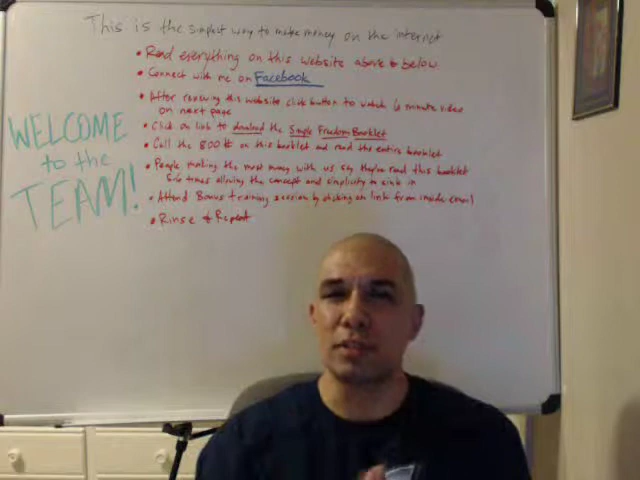 This is the simplest way to make money on the internet
• Read everything on this website above & below
• Connect with me on Facebook
• After reviewing this website click button to watch 6 minute video
on next page
• Click on link to download the Simple Freedom Booklet
• Call the 800# on this booklet and read the entire booklet
• People making the most money with us say they've read this booklet
5-6 times allowing the concept and simplicity to sink in
• Attend Bonus training session by clicking on link from inside email
• Rinse & Repeat
WELCOME
to the
TEAM!